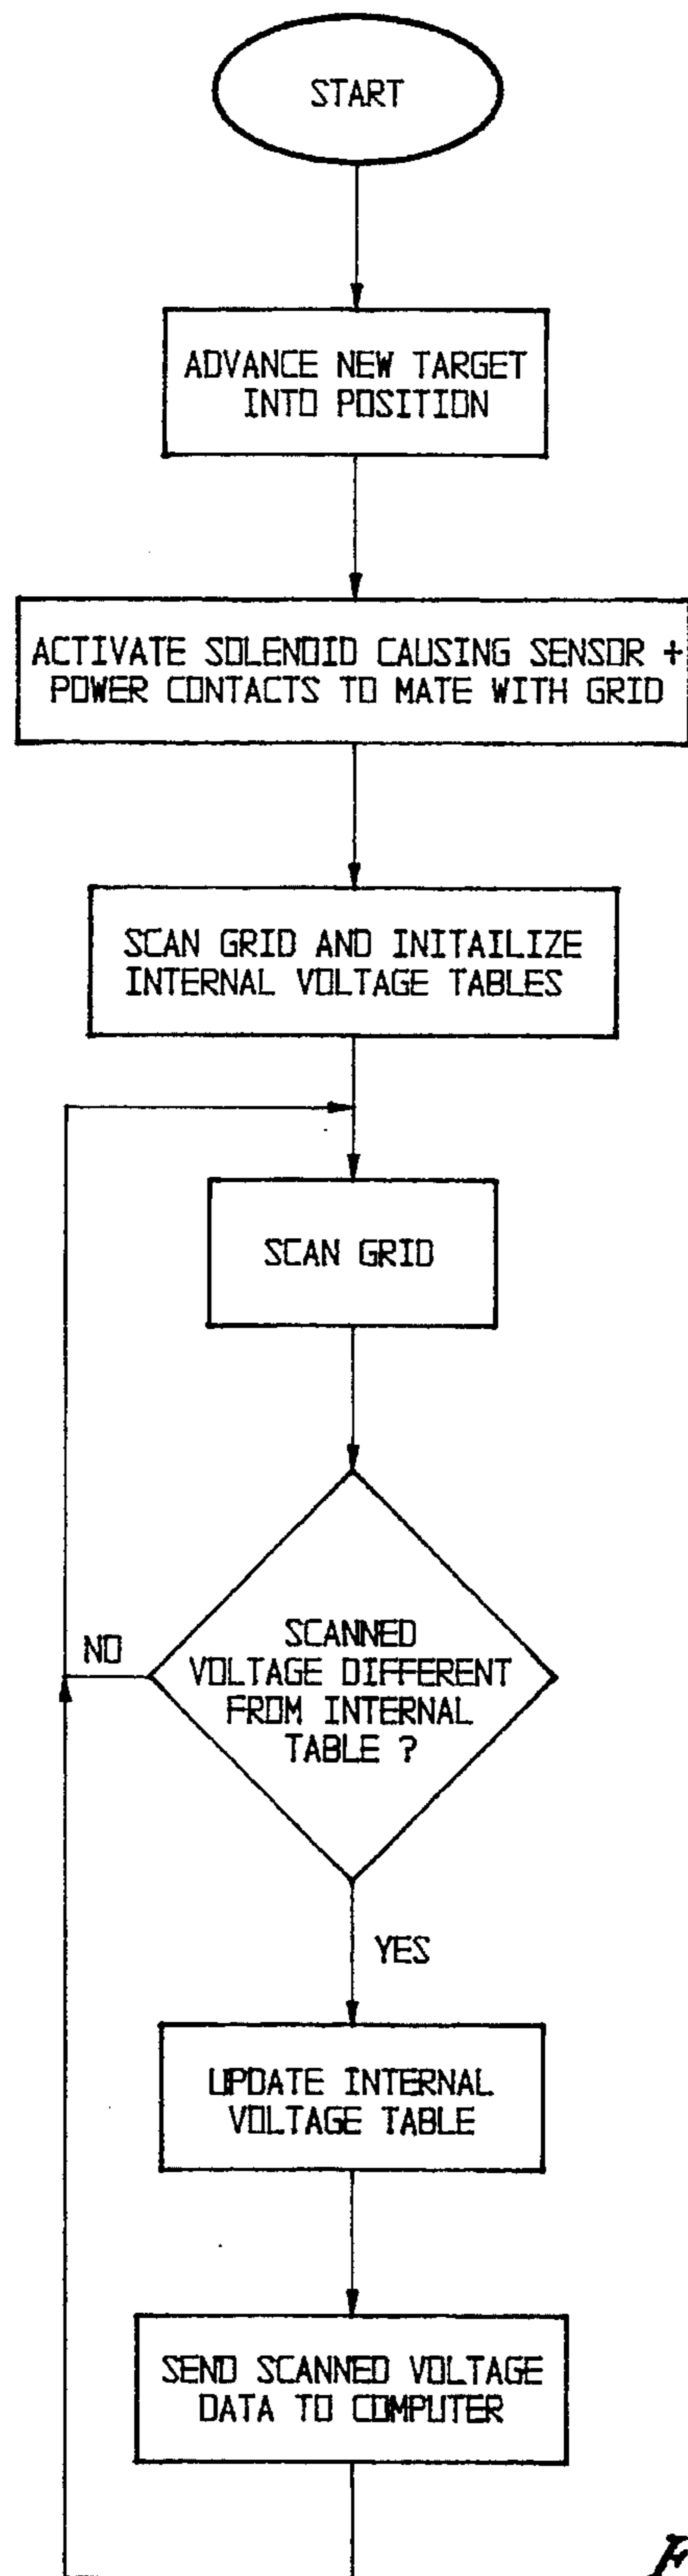 START
ADVANCE NEW TARGET
INTO POSITION
ACTIVATE SOLENOID CAUSING SENSOR +
POWER CONTACTS TO MATE WITH GRID
SCAN GRID AND INITAILIZE
INTERNAL VOLTAGE TABLES
SCAN GRID
SCANNED
VOLTAGE DIFFERENT
FROM INTERNAL
TABLE ?
NO
YES
UPDATE INTERNAL
VOLTAGE TABLE
SEND SCANNED VOLTAGE
DATA TO COMPUTER